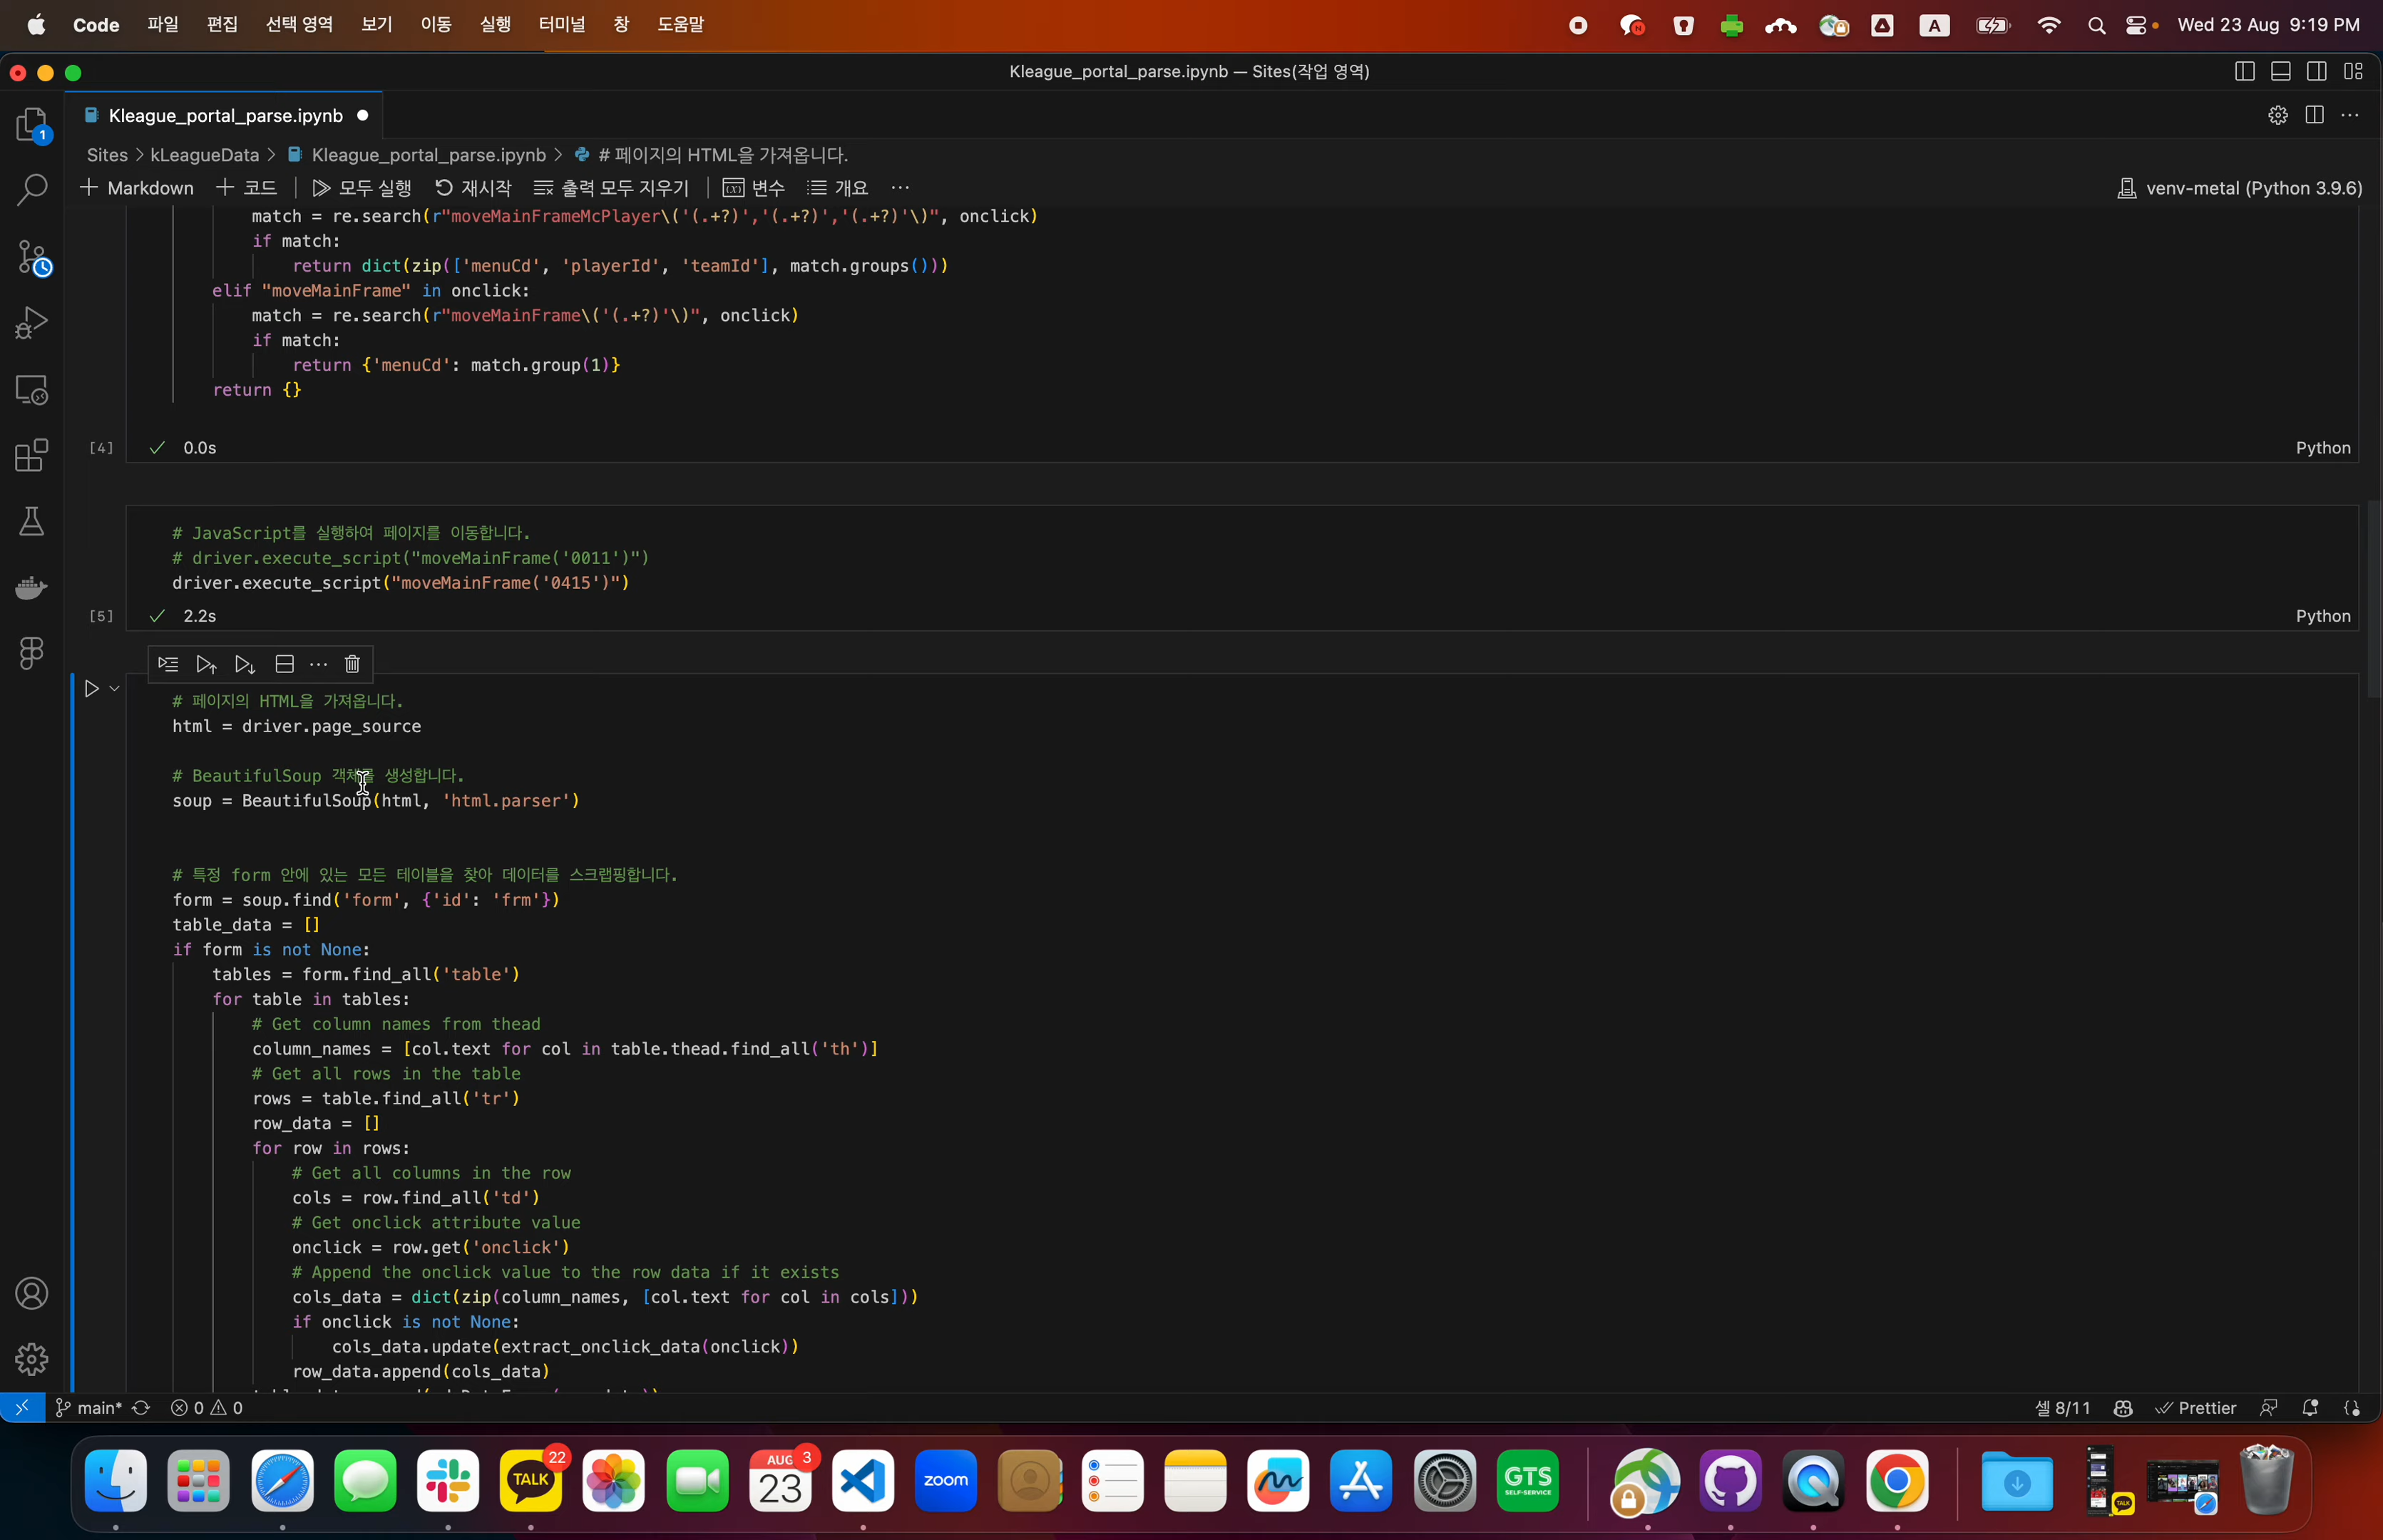 Code 파일 편집 선택 영역 보기 이동 실행 터미널 창 도움말 A Wed 23 Aug 9:19 PM
Kleague_portal_parse.ipynb — Sites(작업 영역)
Kleague_portal_parse.ipynb
1
Sites > kLeagueData > Kleague_portal_parse.ipynb > # 페이지의 HTML을 가져옵니다.
+ Markdown + 코드 모두 실행 재시작 출력 모두 지우기 변수 개요 ··· venv-metal (Python 3.9.6)
match = re.search(r"moveMainFrameMcPlayer\('(.+?)','(.+?)','(.+?)'\)", onclick)
if match:
return dict(zip(['menuCd', 'playerId', 'teamId'], match.groups()))
elif "moveMainFrame" in onclick:
match = re.search(r"moveMainFrame\('(.+?)'\)", onclick)
if match:
return {'menuCd': match.group(1)}
return {}
[4] 0.0s Python
# JavaScript를 실행하여 페이지를 이동합니다.
# driver.execute_script("moveMainFrame('0011')")
driver.execute_script("moveMainFrame('0415')")
[5] 2.2s Python
# 페이지의 HTML을 가져옵니다.
html = driver.page_source
# BeautifulSoup 객체를 생성합니다.
soup = BeautifulSoup(html, 'html.parser')
# 특정 form 안에 있는 모든 테이블을 찾아 데이터를 스크랩핑합니다.
form = soup.find('form', {'id': 'frm'})
table_data = []
if form is not None:
tables = form.find_all('table')
for table in tables:
# Get column names from thead
column_names = [col.text for col in table.thead.find_all('th')]
# Get all rows in the table
rows = table.find_all('tr')
row_data = []
for row in rows:
# Get all columns in the row
cols = row.find_all('td')
# Get onclick attribute value
onclick = row.get('onclick')
# Append the onclick value to the row data if it exists
cols_data = dict(zip(column_names, [col.text for col in cols]))
if onclick is not None:
cols_data.update(extract_onclick_data(onclick))
row_data.append(cols_data)
main* 0 0 셀 8/11 Prettier
TALK 22 AUG 23 3 zoom GTS SELF-SERVICE TALK